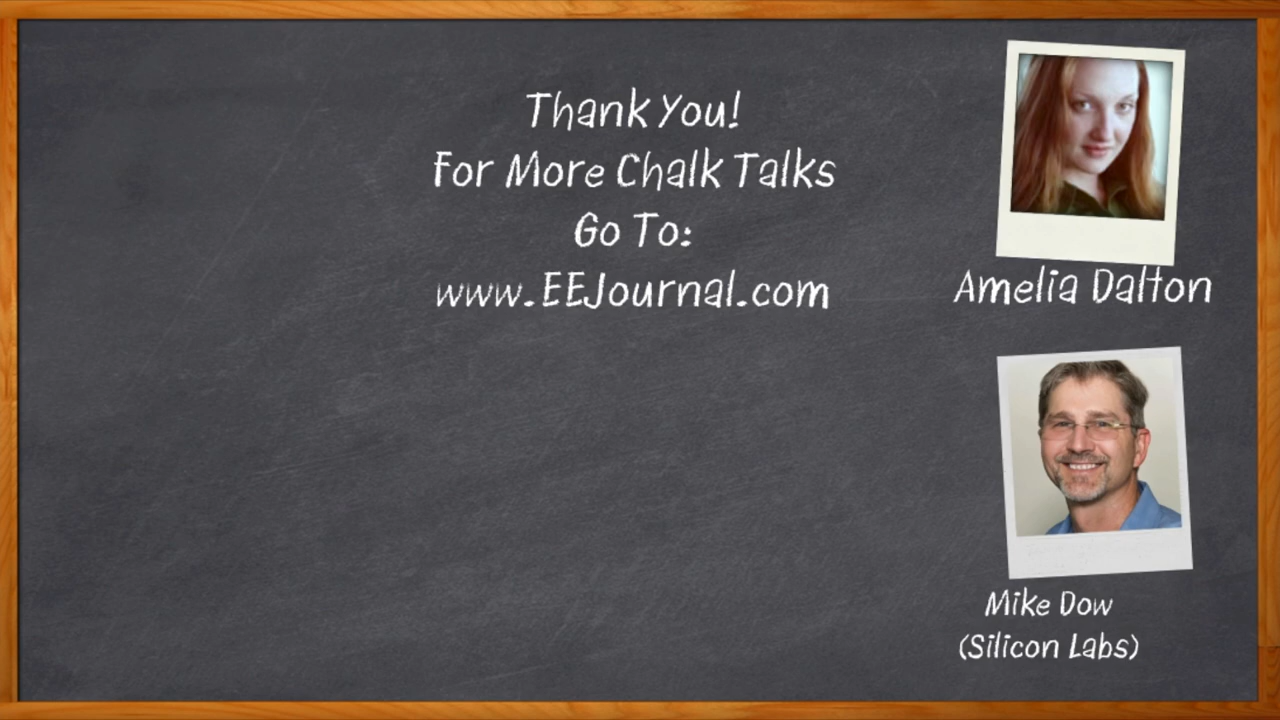 Thank You!
For More Chalk Talks
Go To:
www.EEJournal.com
Amelia Dalton
Mike Dow
(Silicon Labs)